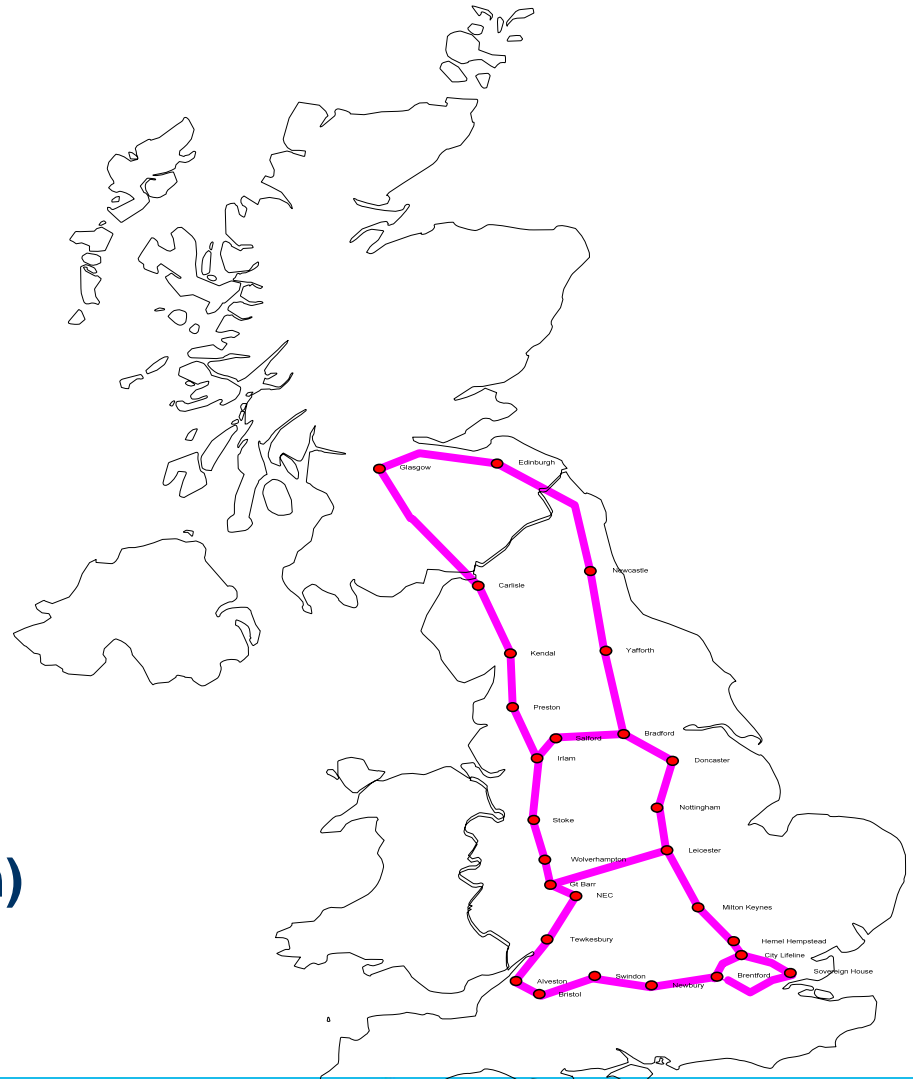 Edinburgh
Glasgow
Newcastle
Carlisle
Yafforth
Kendal
Preston
Bradford
Salford
Irlam
Doncaster
Nottingham
Stoke
Leicester
Wolverhampton
Gt Barr
NEC
Milton Keynes
Tewkesbury
Hemel Hempstead
City Lifeline
Sovereign House
Brentford
Swindon
Alveston
Newbury
Bristol
)